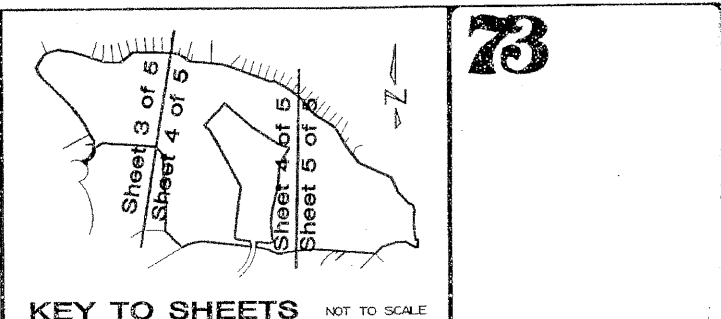 73
Sheet 3 of 5
Sheet 4 of 5
Sheet 4 of 5
Sheet 5 of 5
N
KEY TO SHEETS NOT TO SCALE